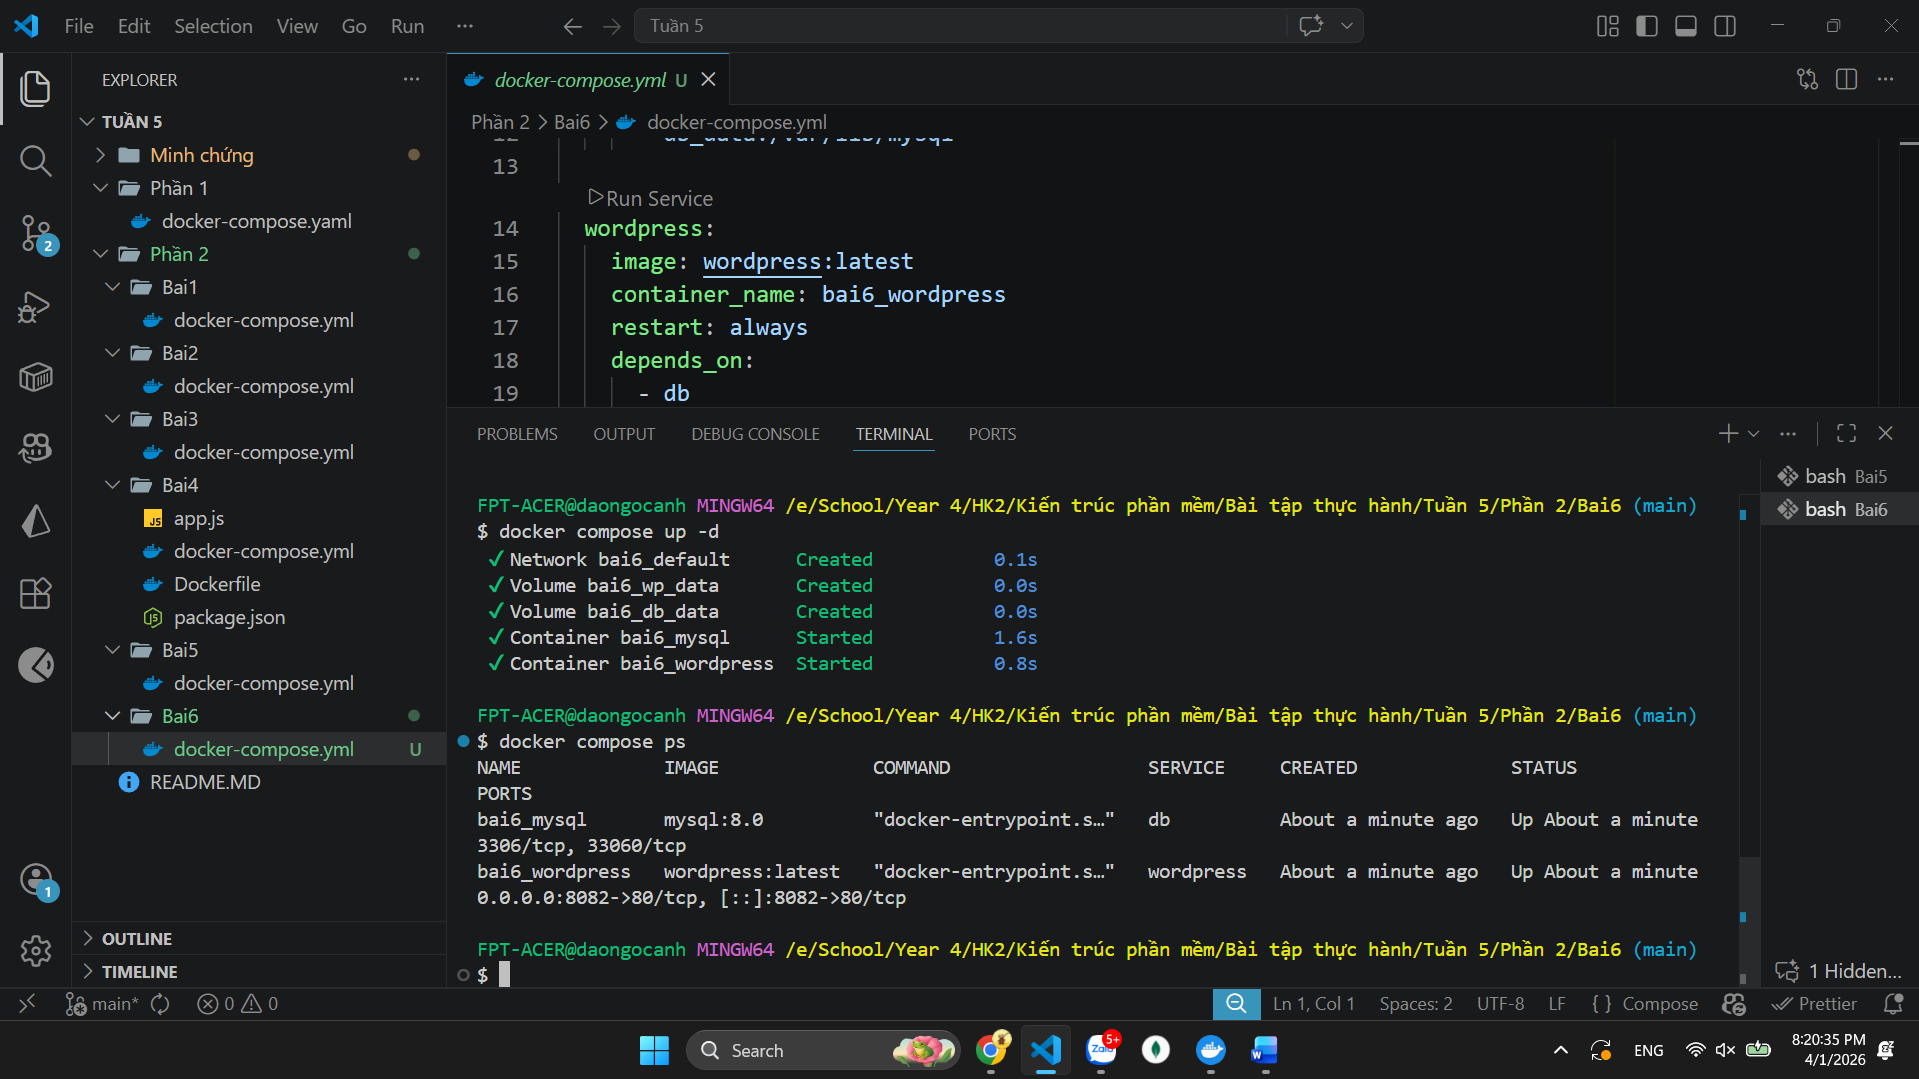 File Edit Selection View Go Run ···
Tuần 5
EXPLORER
TUẦN 5
Minh chứng
Phần 1
docker-compose.yaml
Phần 2
Bai1
docker-compose.yml
Bai2
docker-compose.yml
Bai3
docker-compose.yml
Bai4
app.js
docker-compose.yml
Dockerfile
package.json
Bai5
docker-compose.yml
Bai6
docker-compose.yml U
README.MD
OUTLINE
TIMELINE
2
1
docker-compose.yml U
Phần 2 > Bai6 > docker-compose.yml
12 db_data:/var/lib/mysql
13
Run Service
14 wordpress:
15 image: wordpress:latest
16 container_name: bai6_wordpress
17 restart: always
18 depends_on:
19 - db
PROBLEMS OUTPUT DEBUG CONSOLE TERMINAL PORTS
FPT-ACER@daongocanh MINGW64 /e/School/Year 4/HK2/Kiến trúc phần mềm/Bài tập thực hành/Tuần 5/Phần 2/Bai6 (main)
$ docker compose up -d
✓ Network bai6_default Created 0.1s
✓ Volume bai6_wp_data Created 0.0s
✓ Volume bai6_db_data Created 0.0s
✓ Container bai6_mysql Started 1.6s
✓ Container bai6_wordpress Started 0.8s
FPT-ACER@daongocanh MINGW64 /e/School/Year 4/HK2/Kiến trúc phần mềm/Bài tập thực hành/Tuần 5/Phần 2/Bai6 (main)
$ docker compose ps
NAME IMAGE COMMAND SERVICE CREATED STATUS
PORTS
bai6_mysql mysql:8.0 "docker-entrypoint.s…" db About a minute ago Up About a minute
3306/tcp, 33060/tcp
bai6_wordpress wordpress:latest "docker-entrypoint.s…" wordpress About a minute ago Up About a minute
0.0.0.0:8082->80/tcp, [::]:8082->80/tcp
FPT-ACER@daongocanh MINGW64 /e/School/Year 4/HK2/Kiến trúc phần mềm/Bài tập thực hành/Tuần 5/Phần 2/Bai6 (main)
$
bash Bai5
bash Bai6
1 Hidden...
main* 0 0 Ln 1, Col 1 Spaces: 2 UTF-8 LF { } Compose Prettier
Search
Zalo 5+
W
ENG
8:20:35 PM
4/1/2026